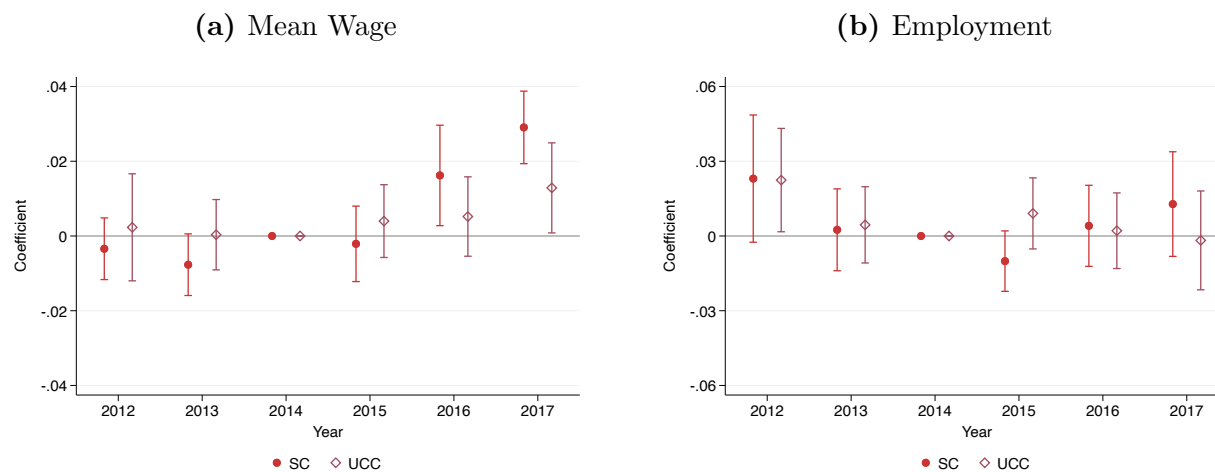 (a) Mean Wage
.04
.02
0
-.02
-.04
Coefficient
2012 2013 2014 2015 2016 2017
Year
SC UCC
(b) Employment
.06
.03
0
-.03
-.06
Coefficient
2012 2013 2014 2015 2016 2017
Year
SC UCC